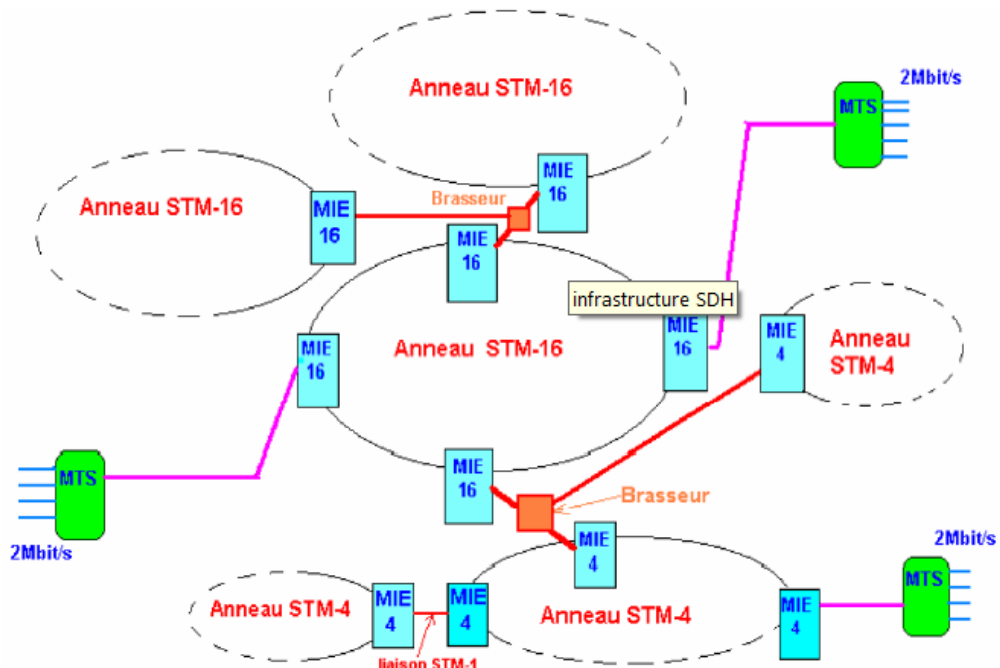 Anneau STM-16
2Mbit/s
MTS
MIE
16
Brasseur
Anneau STM-16
MIE
16
MIE
16
infrastructure SDH
MIE
16
Anneau STM-16
MIE
16
MIE
4
Anneau
STM-4
MTS
2Mbit/s
MIE
16
Brasseur
MIE
4
2Mbit/s
MTS
Anneau STM-4
MIE
4
MIE
4
Anneau STM-4
MIE
4
liaison STM-1